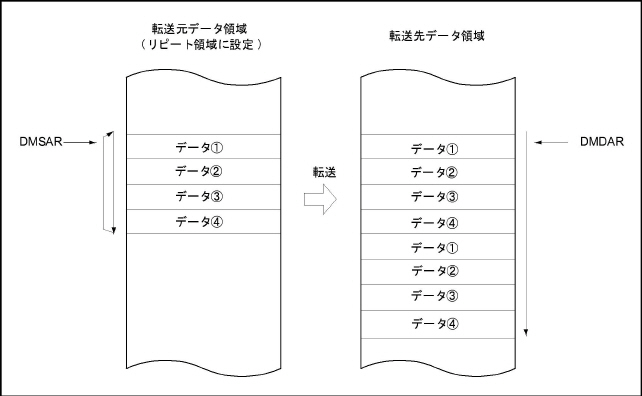 転送元データ領域
(リピート領域に設定)
転送先データ領域
DMSAR
データ①
データ②
データ③
データ④
転送
データ①
データ②
データ③
データ④
データ①
データ②
データ③
データ④
DMDAR